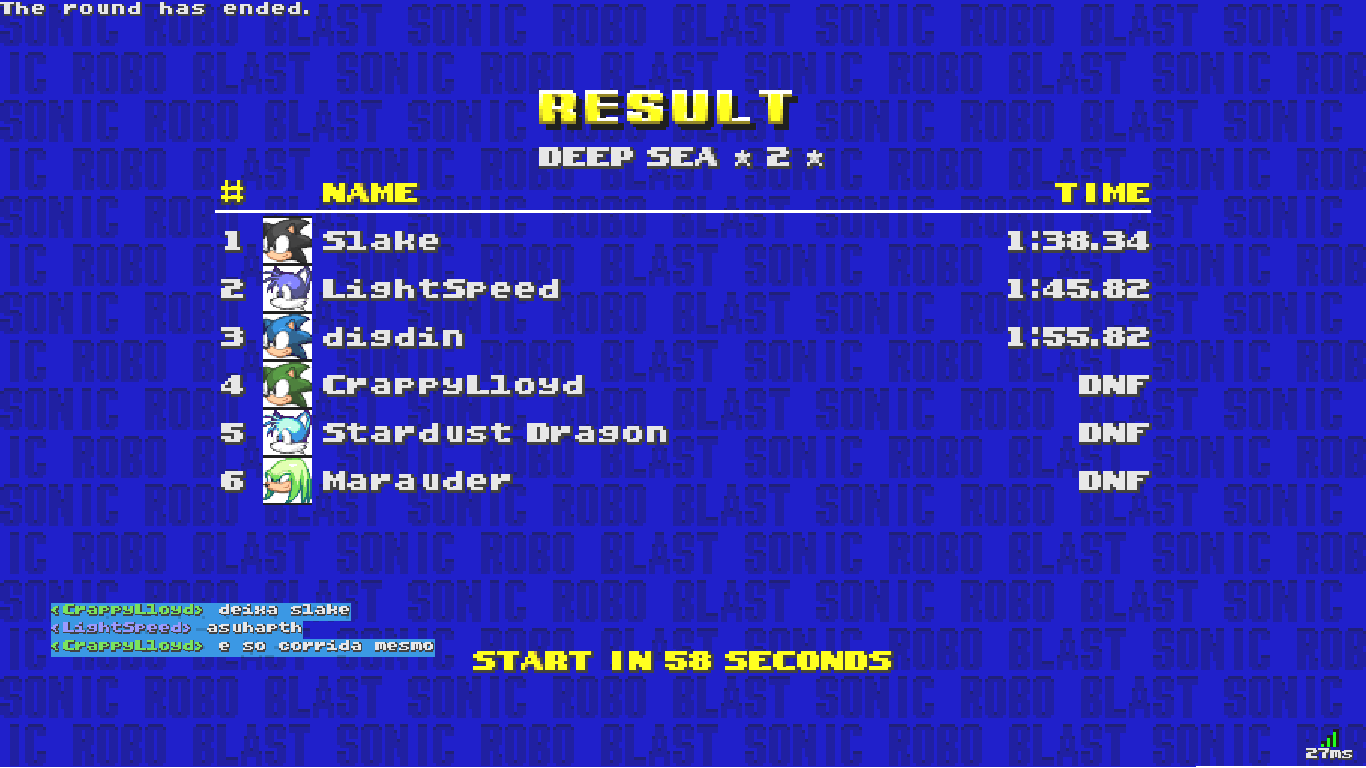 The round has ended.
RESULT
DEEP SEA * 2 *
# NAME TIME
1 Slake 1:38.34
2 LightSpeed 1:45.82
3 digdin 1:55.82
4 CrappyLloyd DNF
5 Stardust Dragon DNF
6 Marauder DNF
<CrappyLloyd> deixa slake
<LightSpeed> asuhapth
<CrappyLloyd> e so corrida mesmo
START IN 58 SECONDS
27ms